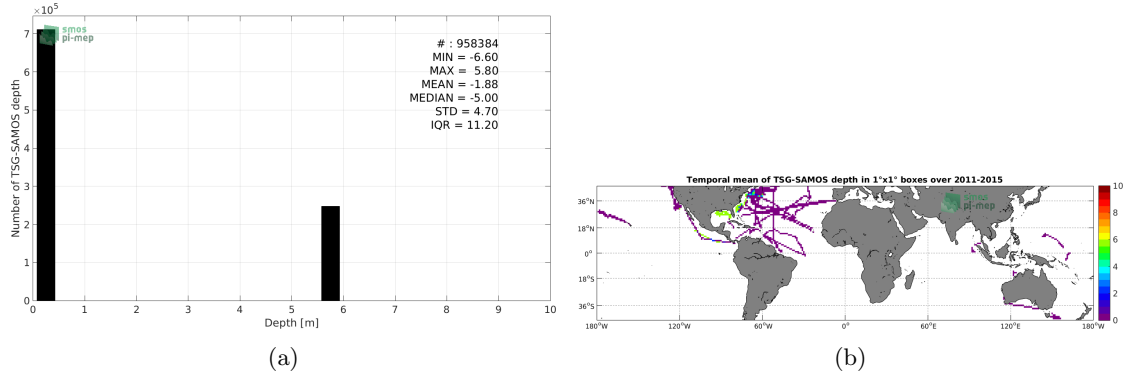 ×10⁵
7
6
5
4
3
2
1
0
Number of TSG-SAMOS depth
smos
pi-mep
# : 958384
MIN = -6.60
MAX = 5.80
MEAN = -1.88
MEDIAN = -5.00
STD = 4.70
IQR = 11.20
0 1 2 3 4 5 6 7 8 9 10
Depth [m]
(a)
Temporal mean of TSG-SAMOS depth in 1°x1° boxes over 2011-2015
smos
pi-mep
36°N
18°N
0°
18°S
36°S
180°W 120°W 60°W 0° 60°E 120°E 180°W
10
8
6
4
2
0
(b)